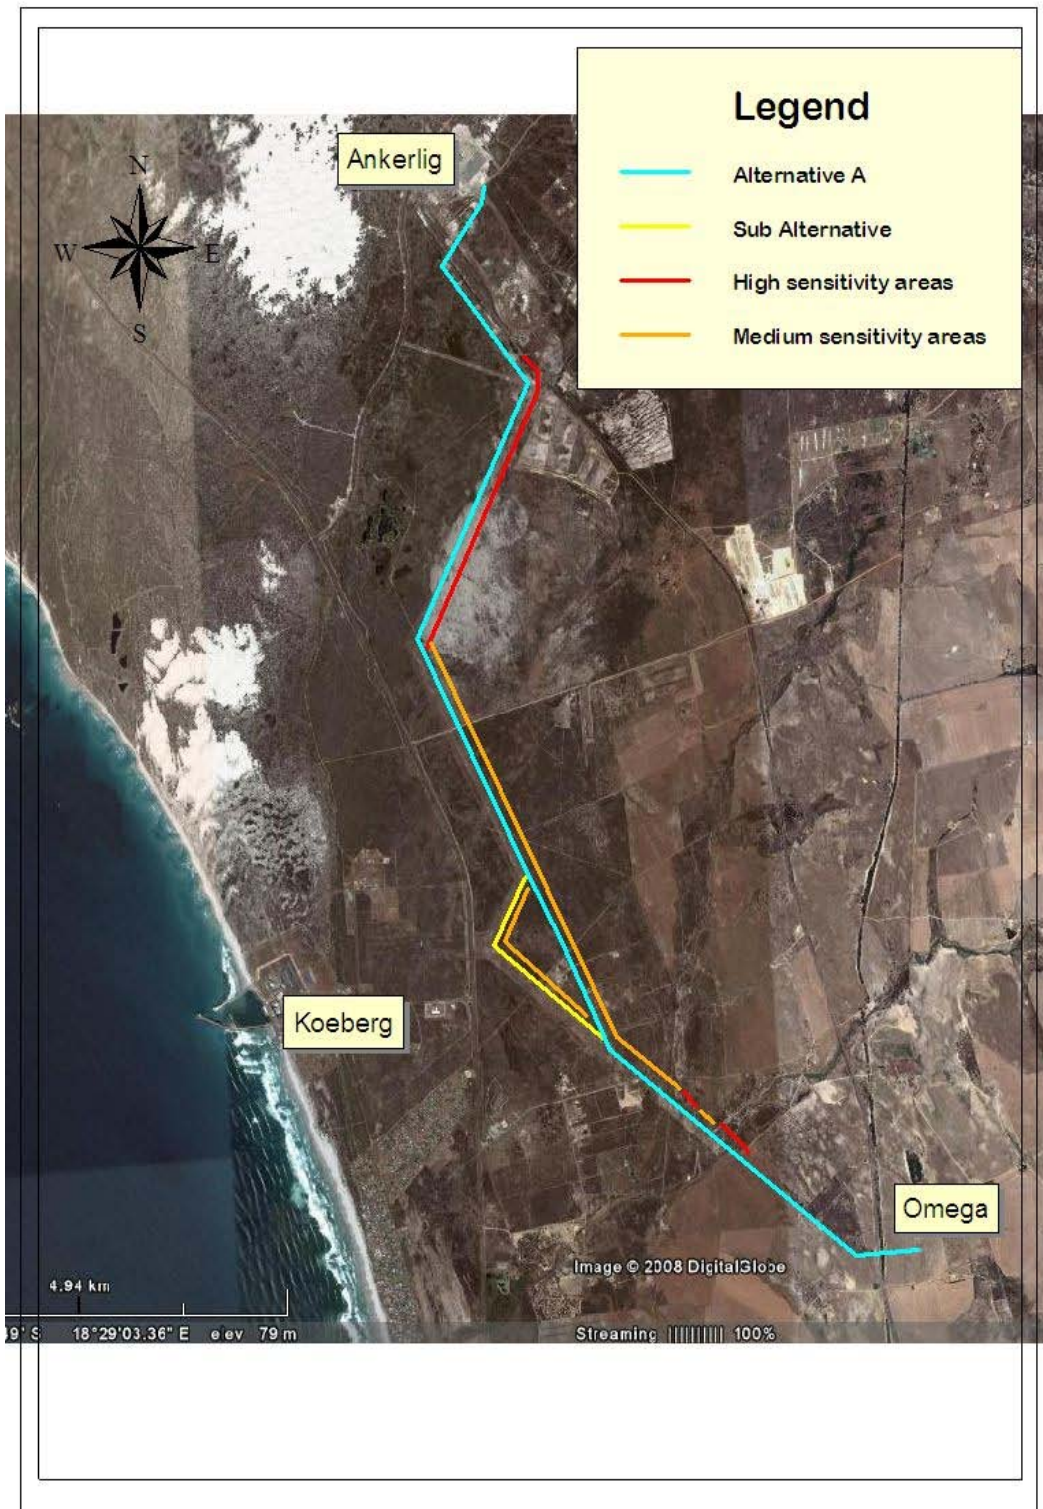 Legend
Ankerlig
Alternative A
N
Sub Alternative
W E
High sensitivity areas
S
Medium sensitivity areas
Koeberg
Omega
Image © 2008 DigitalGlobe
4.94 km
49' S 18°29'03.36" E elev 79 m
Streaming ||||||||| 100%